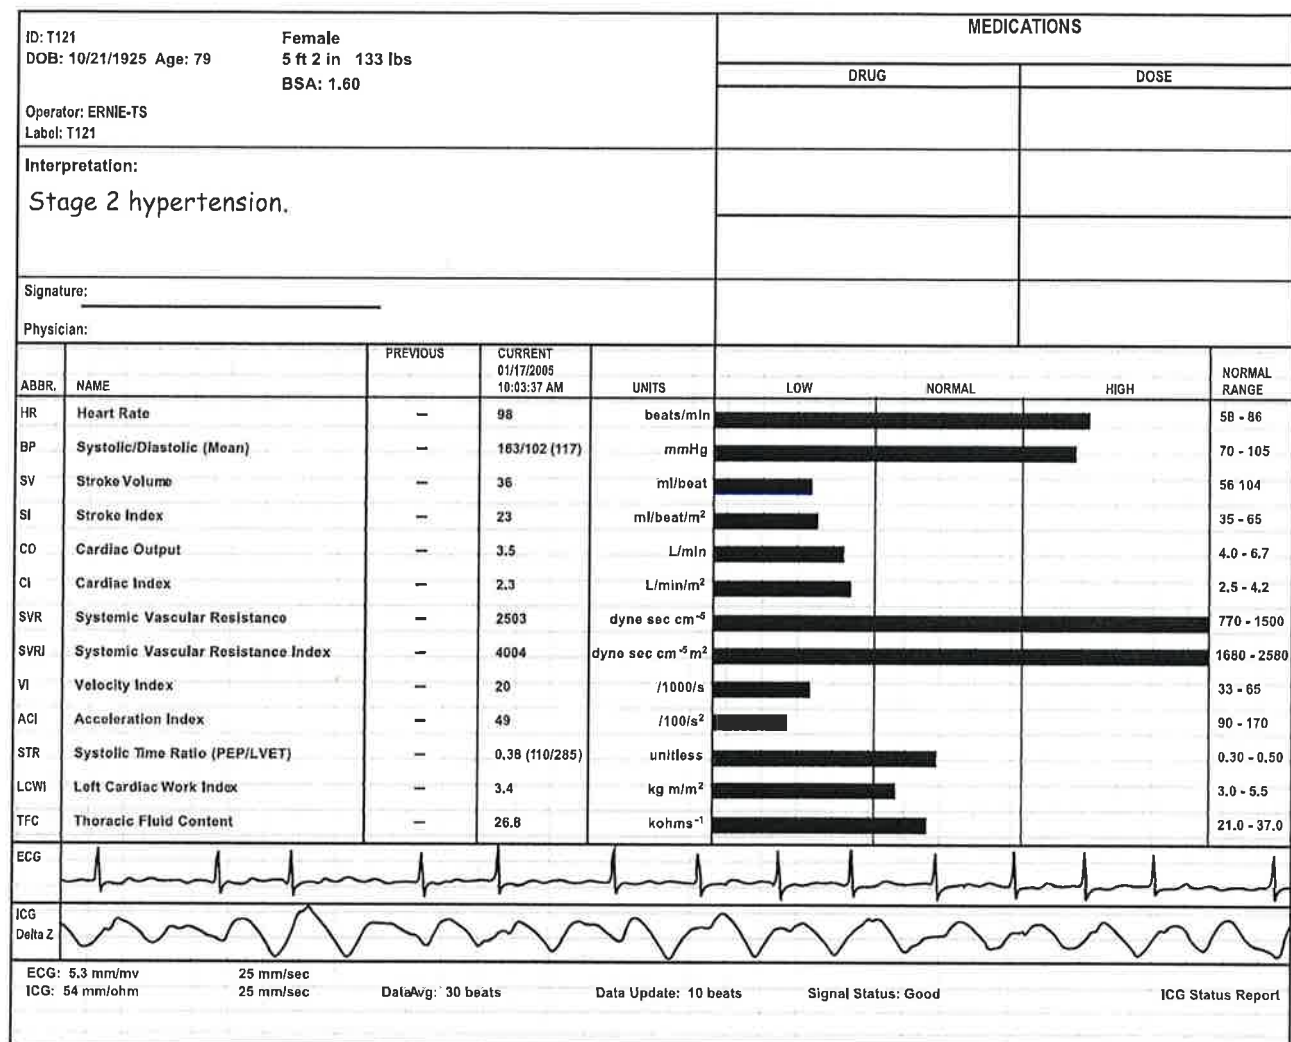 ID: T121 Female
DOB: 10/21/1925 Age: 79 5 ft 2 in 133 lbs
BSA: 1.60
Operator: ERNIE-TS
Label: T121
MEDICATIONS
DRUG DOSE
Interpretation:
Stage 2 hypertension.
Signature:
Physician:
ABBR. NAME PREVIOUS CURRENT 01/17/2005 10:03:37 AM UNITS LOW NORMAL HIGH NORMAL RANGE
HR Heart Rate – 98 beats/min 58 - 86
BP Systolic/Diastolic (Mean) – 163/102 (117) mmHg 70 - 105
SV Stroke Volume – 36 ml/beat 56 104
SI Stroke Index – 23 ml/beat/m² 35 - 65
CO Cardiac Output – 3.5 L/min 4.0 - 6.7
CI Cardiac Index – 2.3 L/min/m² 2.5 - 4.2
SVR Systemic Vascular Resistance – 2503 dyne sec cm⁻⁵ 770 - 1500
SVRI Systemic Vascular Resistance Index – 4004 dyne sec cm⁻⁵ m² 1680 - 2580
VI Velocity Index – 20 /1000/s 33 - 65
ACI Acceleration Index – 49 /100/s² 90 - 170
STR Systolic Time Ratio (PEP/LVET) – 0.38 (110/285) unitless 0.30 - 0.50
LCWI Left Cardiac Work Index – 3.4 kg m/m² 3.0 - 5.5
TFC Thoracic Fluid Content – 26.8 kohms⁻¹ 21.0 - 37.0
ECG
ICG
Delta Z
ECG: 5.3 mm/mv 25 mm/sec
ICG: 54 mm/ohm 25 mm/sec DataAvg: 30 beats Data Update: 10 beats Signal Status: Good ICG Status Report